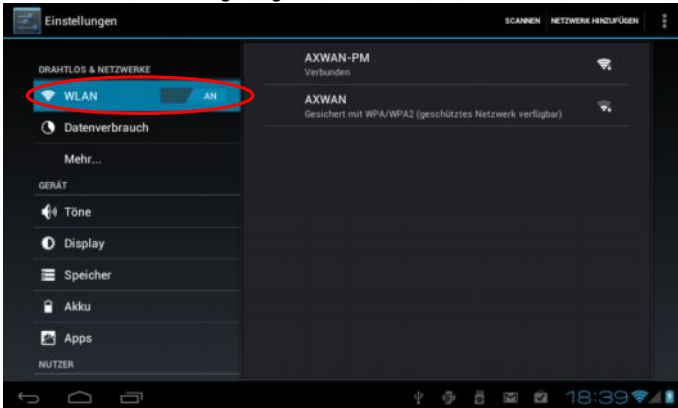 Einstellungen
SCANNEN NETZWERK HINZUFÜGEN
DRAHTLOS & NETZWERKE
WLAN AN
Datenverbrauch
Mehr...
GERÄT
Töne
Display
Speicher
Akku
Apps
NUTZER
AXWAN-PM
Verbunden
AXWAN
Gesichert mit WPA/WPA2 (geschütztes Netzwerk verfügbar)
18:39